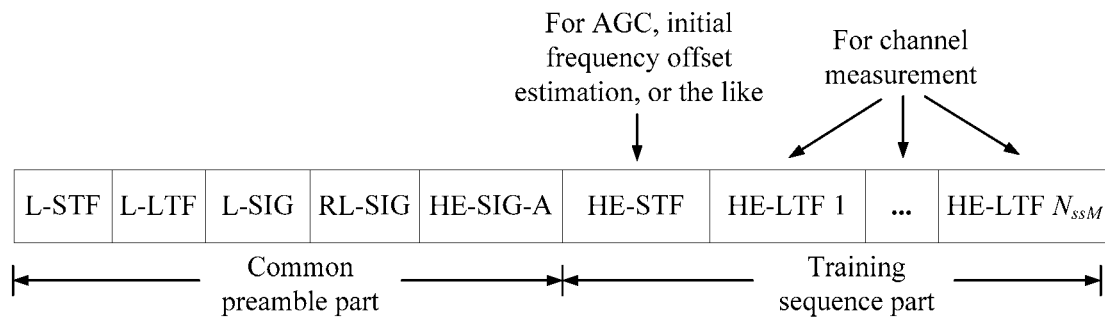 For AGC, initial
frequency offset
estimation, or the like
For channel
measurement
L-STF L-LTF L-SIG RL-SIG HE-SIG-A HE-STF HE-LTF 1 ... HE-LTF NssM
Common
preamble part
Training
sequence part